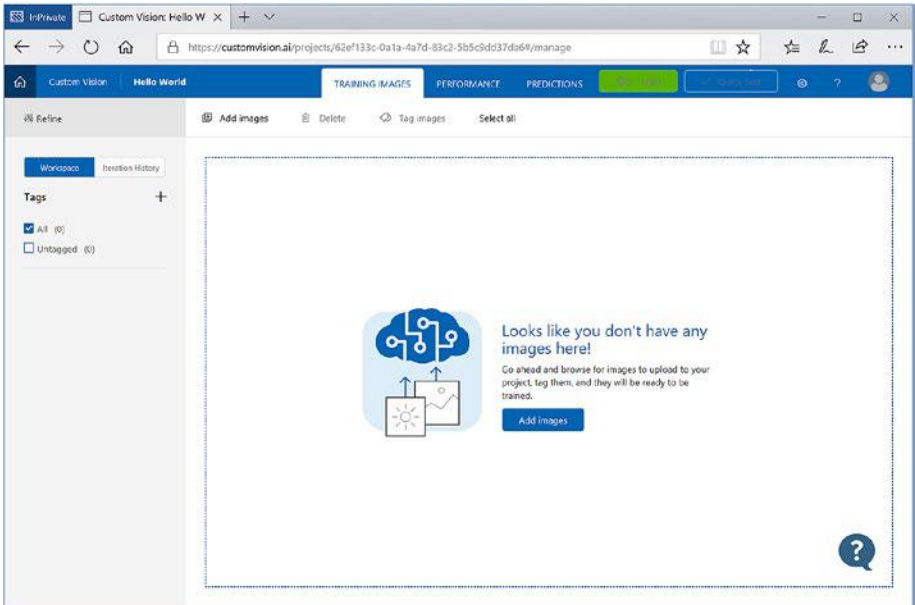 InPrivate
Custom Vision: Hello W
https://customvision.ai/projects/62ef133c-0a1a-4a7d-83c2-5b5c9dd37da6#/manage
Custom Vision
Hello World
TRAINING IMAGES
PERFORMANCE
PREDICTIONS
Quick Test
?
Refine
Add images
Delete
Tag images
Select all
Workspace
Iteration History
Tags
All (0)
Untagged (0)
Looks like you don't have any
images here!
Go ahead and browse for images to upload to your
project, tag them, and they will be ready to be
trained.
Add images
?